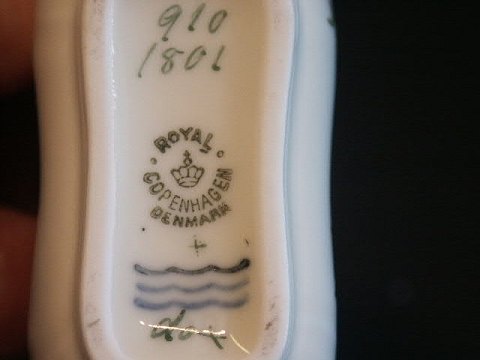 910
1801
ROYAL
COPENHAGEN
DENMARK